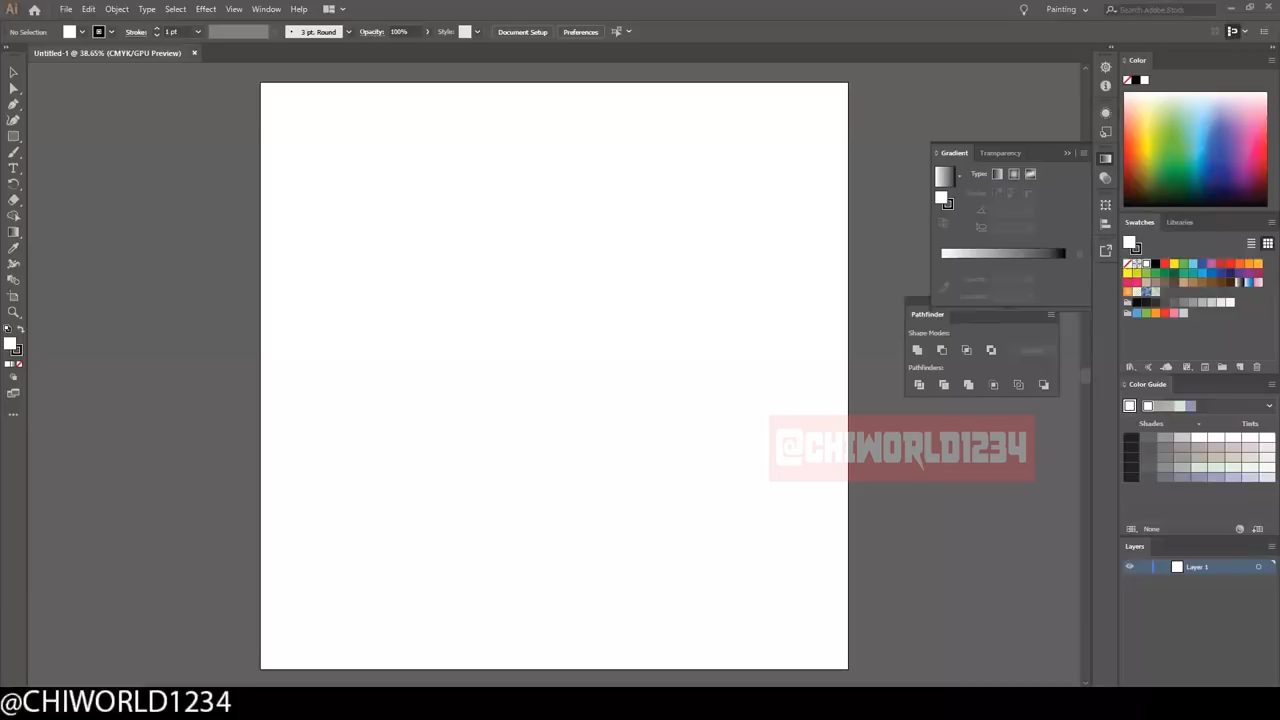 Ai File Edit Object Type Select Effect View Window Help Painting Search Adobe Stock
No Selection Stroke: 1 pt 3 pt. Round Opacity: 100% Style: Document Setup Preferences
Untitled-1 @ 38.65% (CMYK/GPU Preview)
Color
Gradient Transparency
Type:
Swatches Libraries
Pathfinder
Shape Modes:
Pathfinders:
Color Guide
Shades Tints
@CHIWORLD1234
None
Layers
Layer 1
@CHIWORLD1234